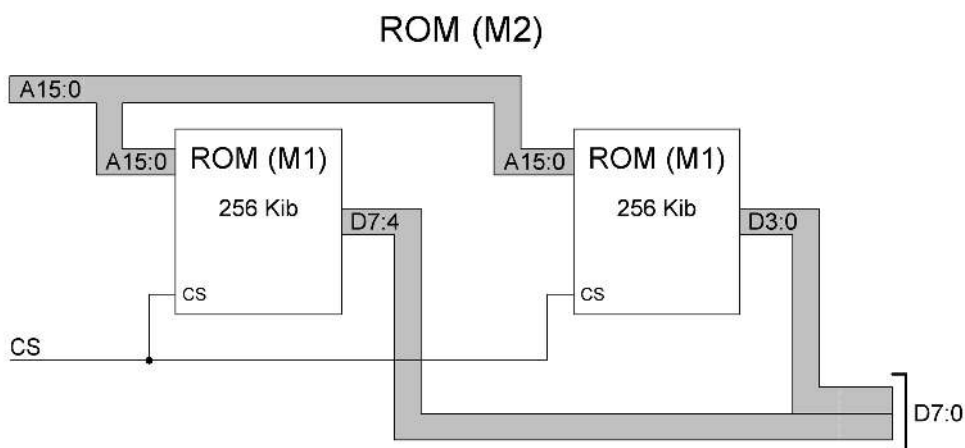 ROM (M2)
A15:0
A15:0
ROM (M1)
256 Kib
D7:4
CS
A15:0
ROM (M1)
256 Kib
D3:0
CS
CS
D7:0